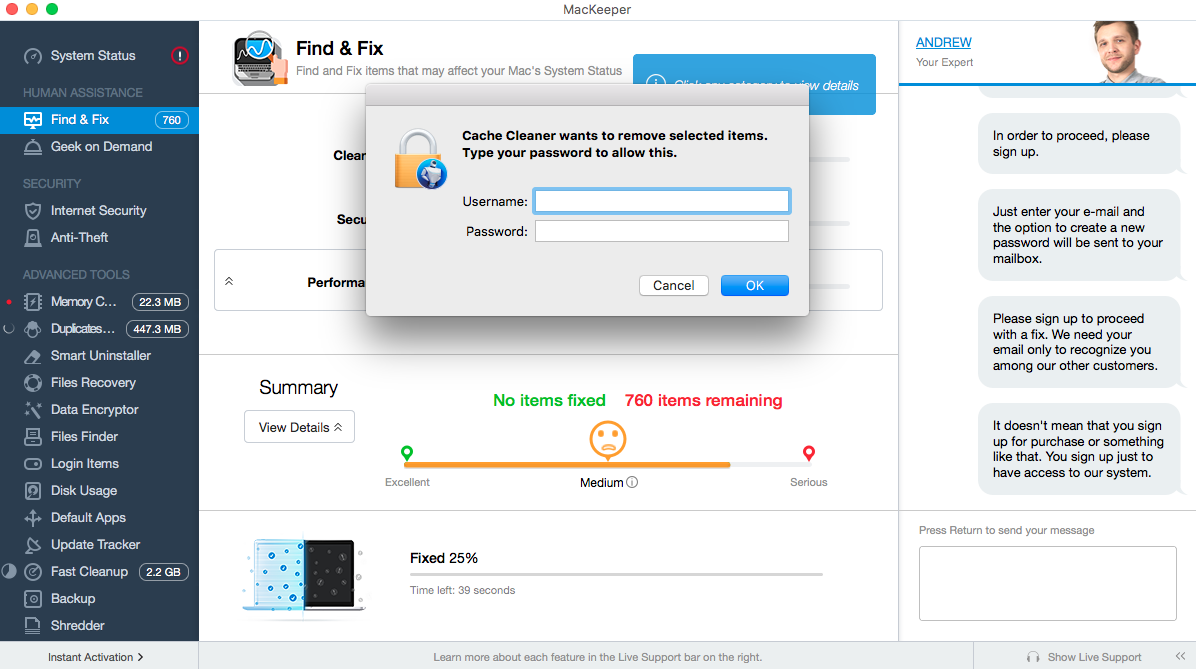 MacKeeper
System Status
HUMAN ASSISTANCE
Find & Fix 760
Geek on Demand
SECURITY
Internet Security
Anti-Theft
ADVANCED TOOLS
Memory C... 22.3 MB
Duplicates... 447.3 MB
Smart Uninstaller
Files Recovery
Data Encryptor
Files Finder
Login Items
Disk Usage
Default Apps
Update Tracker
Fast Cleanup 2.2 GB
Backup
Shredder
Instant Activation
Find & Fix
Find and Fix items that may affect your Mac's System Status
view details
Cache Cleaner wants to remove selected items.
Type your password to allow this.
Username:
Password:
Cancel OK
Summary
View Details
No items fixed 760 items remaining
Excellent Medium Serious
Fixed 25%
Time left: 39 seconds
Learn more about each feature in the Live Support bar on the right.
ANDREW
Your Expert
In order to proceed, please
sign up.
Just enter your e-mail and
the option to create a new
password will be sent to your
mailbox.
Please sign up to proceed
with a fix. We need your
email only to recognize you
among our other customers.
It doesn't mean that you sign
up for purchase or something
like that. You sign up just to
have access to our system.
Press Return to send your message
Show Live Support